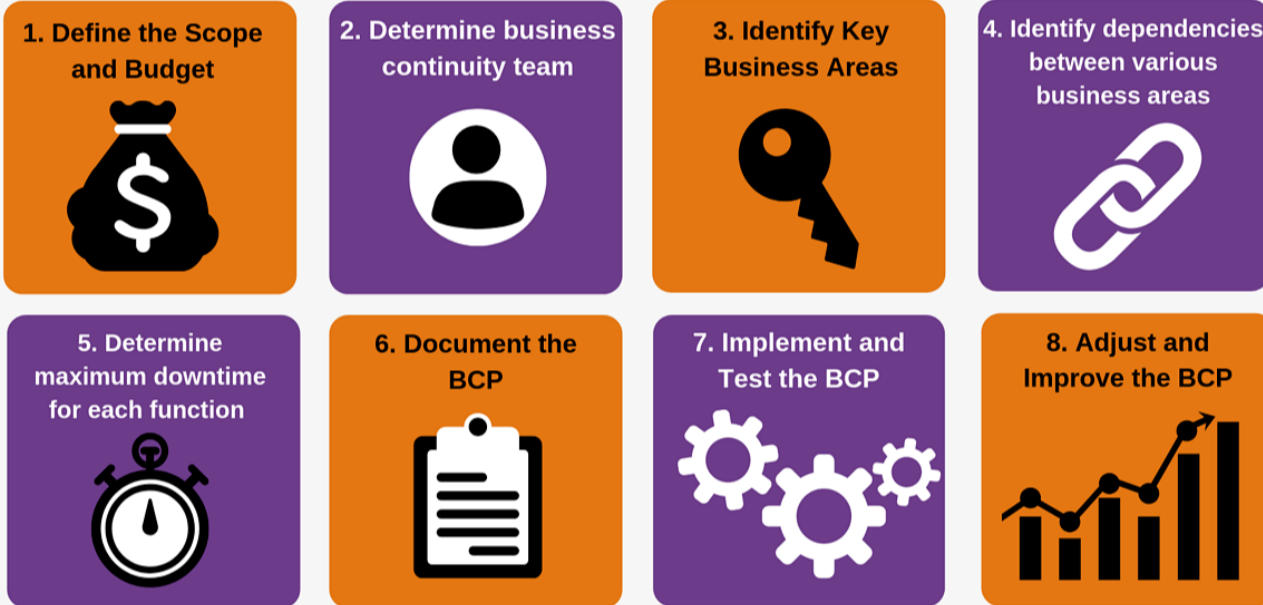 1. Define the Scope
and Budget
2. Determine business
continuity team
3. Identify Key
Business Areas
4. Identify dependencies
between various
business areas
$
5. Determine
maximum downtime
for each function
6. Document the
BCP
7. Implement and
Test the BCP
8. Adjust and
Improve the BCP